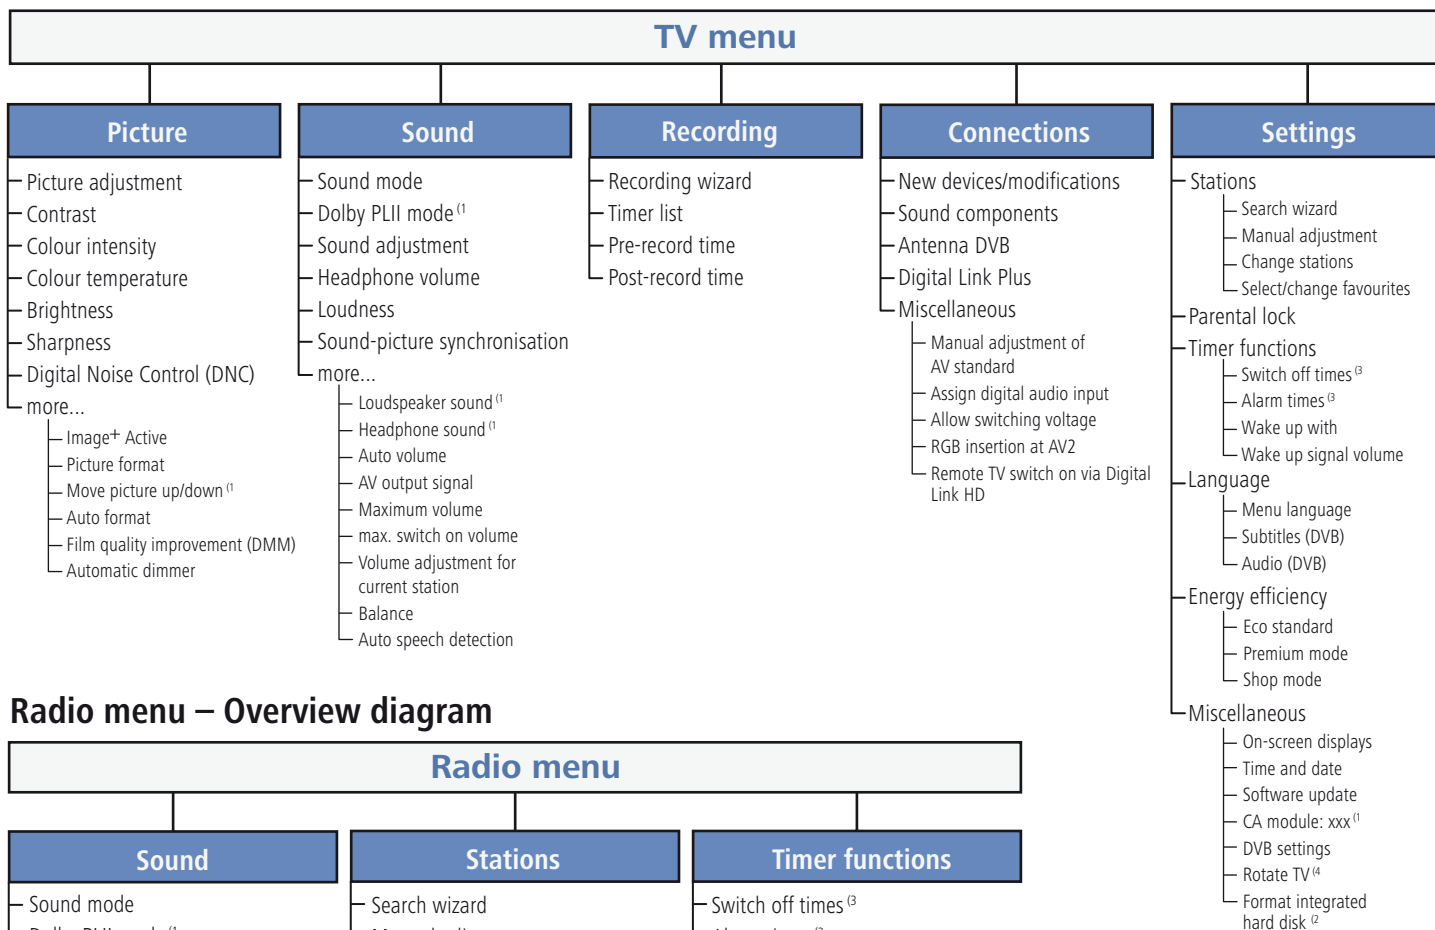 TV menu
Picture
Picture adjustment
Contrast
Colour intensity
Colour temperature
Brightness
Sharpness
Digital Noise Control (DNC)
more...
Image+ Active
Picture format
Move picture up/down (1
Auto format
Film quality improvement (DMM)
Automatic dimmer
Sound
Sound mode
Dolby PLII mode (1
Sound adjustment
Headphone volume
Loudness
Sound-picture synchronisation
more...
Loudspeaker sound (1
Headphone sound (1
Auto volume
AV output signal
Maximum volume
max. switch on volume
Volume adjustment for
current station
Balance
Auto speech detection
Recording
Recording wizard
Timer list
Pre-record time
Post-record time
Connections
New devices/modifications
Sound components
Antenna DVB
Digital Link Plus
Miscellaneous
Manual adjustment of
AV standard
Assign digital audio input
Allow switching voltage
RGB insertion at AV2
Remote TV switch on via Digital
Link HD
Settings
Stations
Search wizard
Manual adjustment
Change stations
Select/change favourites
Parental lock
Timer functions
Switch off times (3
Alarm times (3
Wake up with
Wake up signal volume
Language
Menu language
Subtitles (DVB)
Audio (DVB)
Energy efficiency
Eco standard
Premium mode
Shop mode
Miscellaneous
On-screen displays
Time and date
Software update
CA module: xxx (1
DVB settings
Rotate TV (4
Format integrated
hard disk (2
Radio menu – Overview diagram
Radio menu
Sound
Sound mode
Stations
Search wizard
Timer functions
Switch off times (3